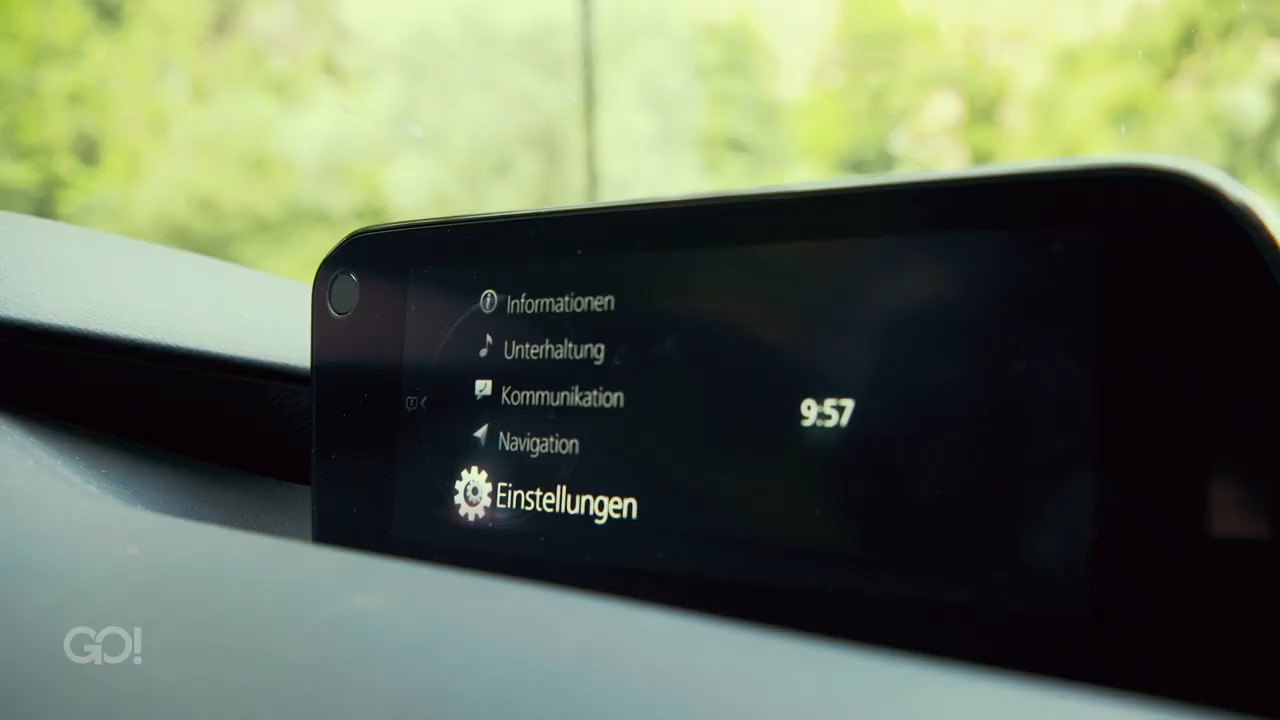 Informationen
Unterhaltung
Kommunikation
Navigation
Einstellungen
9:57
GO!